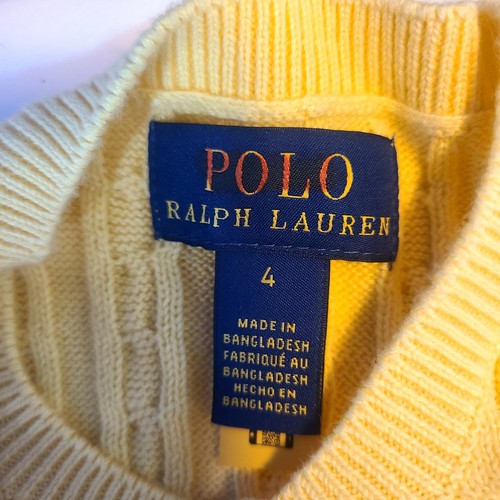 POLO
RALPH LAUREN
4
MADE IN
BANGLADESH
FABRIQUÉ AU
BANGLADESH
HECHO EN
BANGLADESH